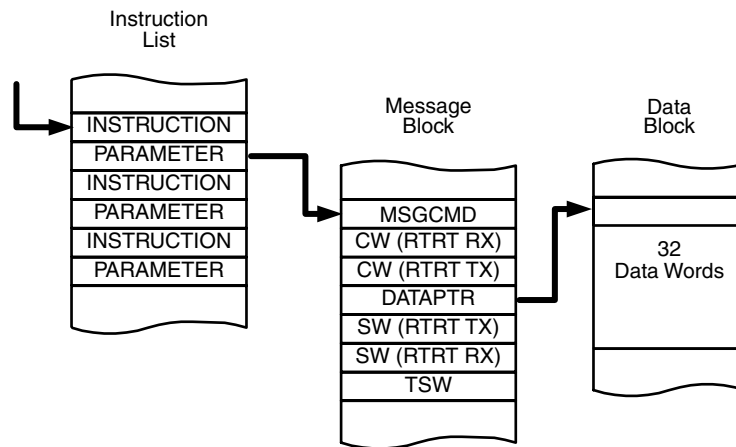 Instruction
List
INSTRUCTION
PARAMETER
INSTRUCTION
PARAMETER
INSTRUCTION
PARAMETER
Message
Block
MSGCMD
CW (RTRT RX)
CW (RTRT TX)
DATAPTR
SW (RTRT TX)
SW (RTRT RX)
TSW
Data
Block
32
Data Words